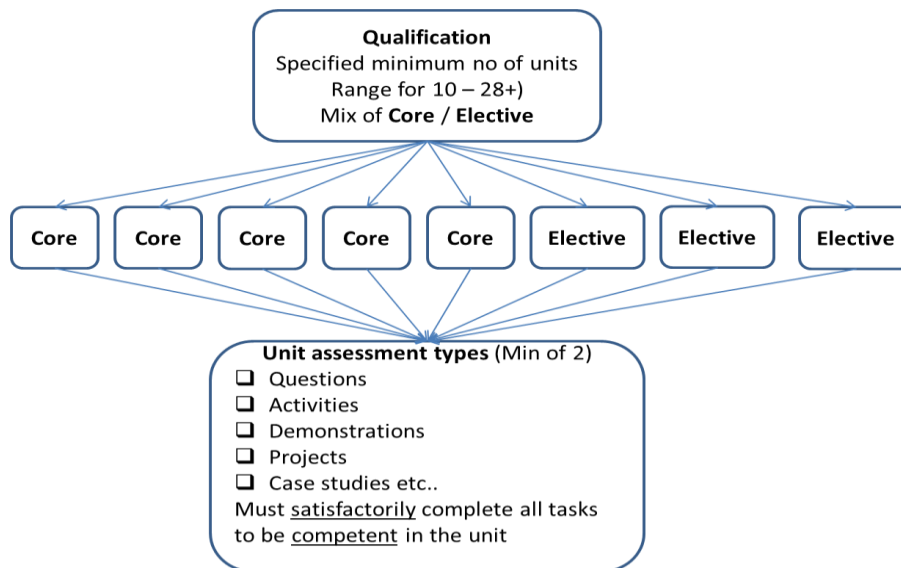 Qualification
Specified minimum no of units
Range for 10 – 28+)
Mix of Core / Elective
Core
Core
Core
Core
Core
Elective
Elective
Elective
Unit assessment types (Min of 2)
❑ Questions
❑ Activities
❑ Demonstrations
❑ Projects
❑ Case studies etc..
Must satisfactorily complete all tasks
to be competent in the unit